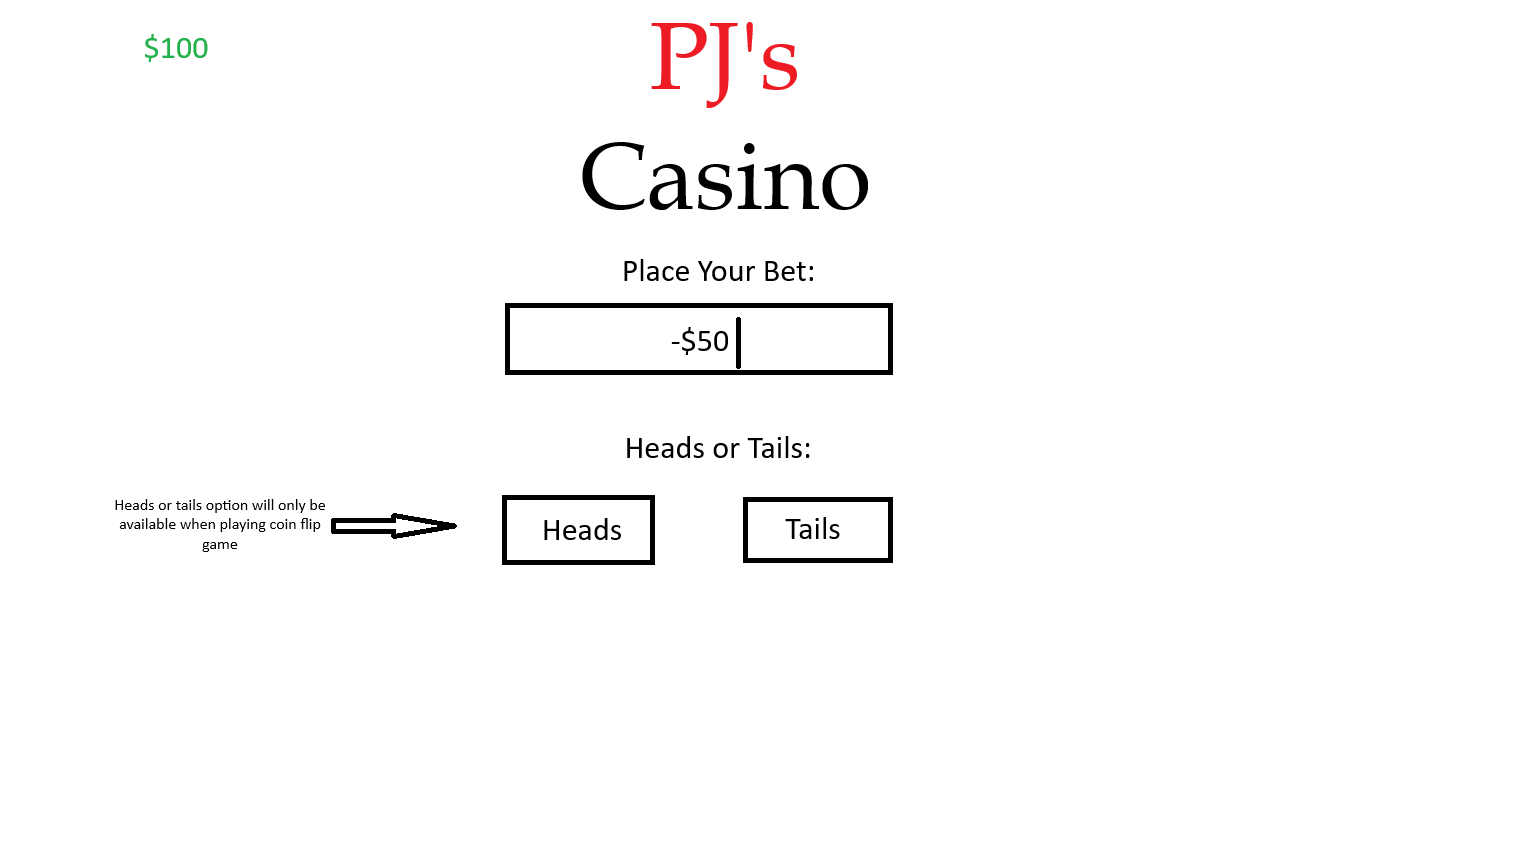 $100
PJ's
Casino
Place Your Bet:
-$50
Heads or Tails:
Heads or tails option will only be
available when playing coin flip
game
Heads
Tails